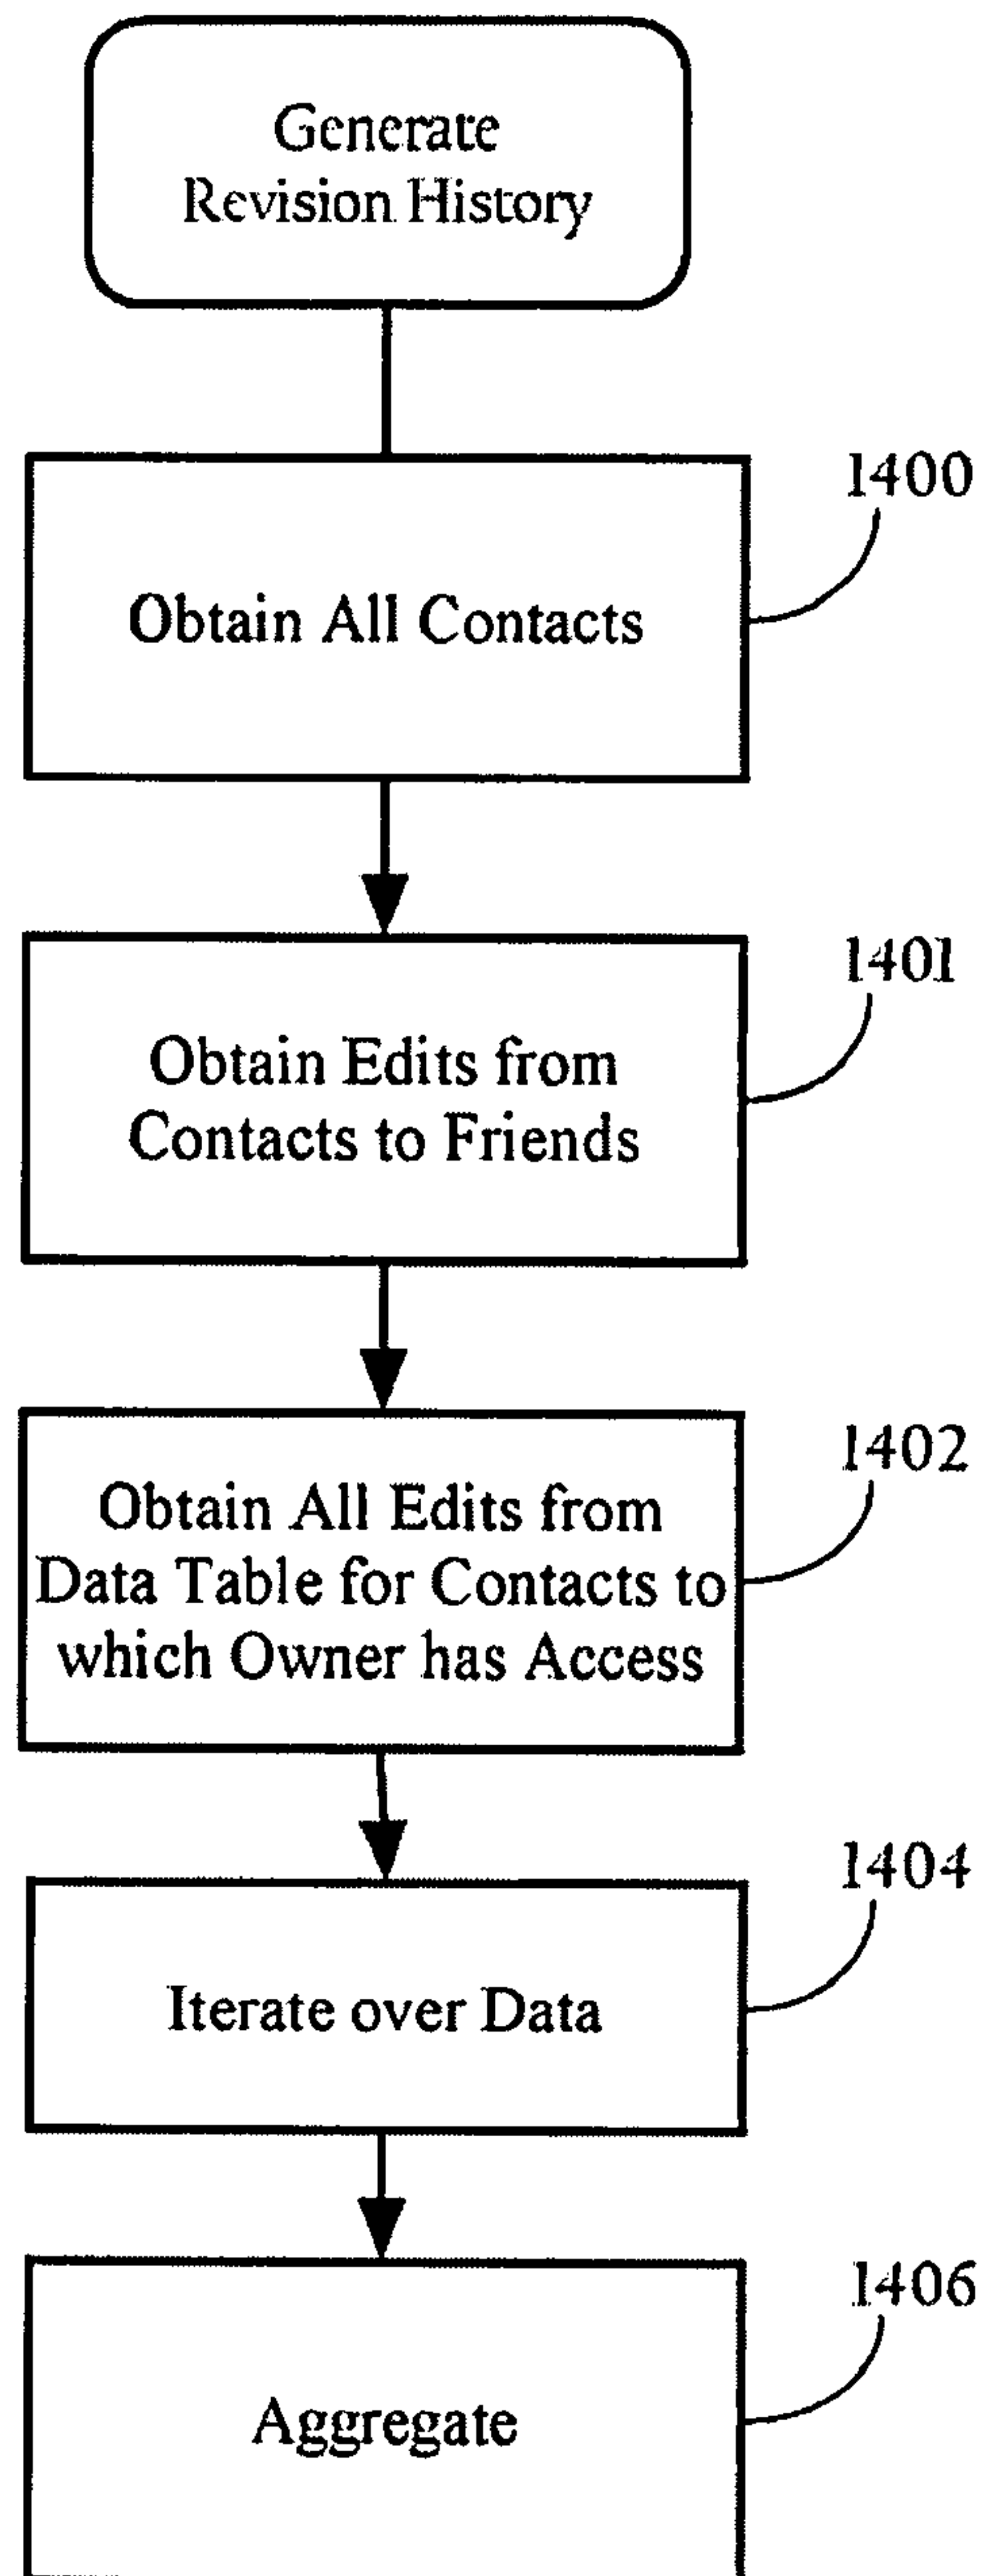 Generate
Revision History
1400
Obtain All Contacts
1401
Obtain Edits from
Contacts to Friends
1402
Obtain All Edits from
Data Table for Contacts to
which Owner has Access
1404
Iterate over Data
1406
Aggregate